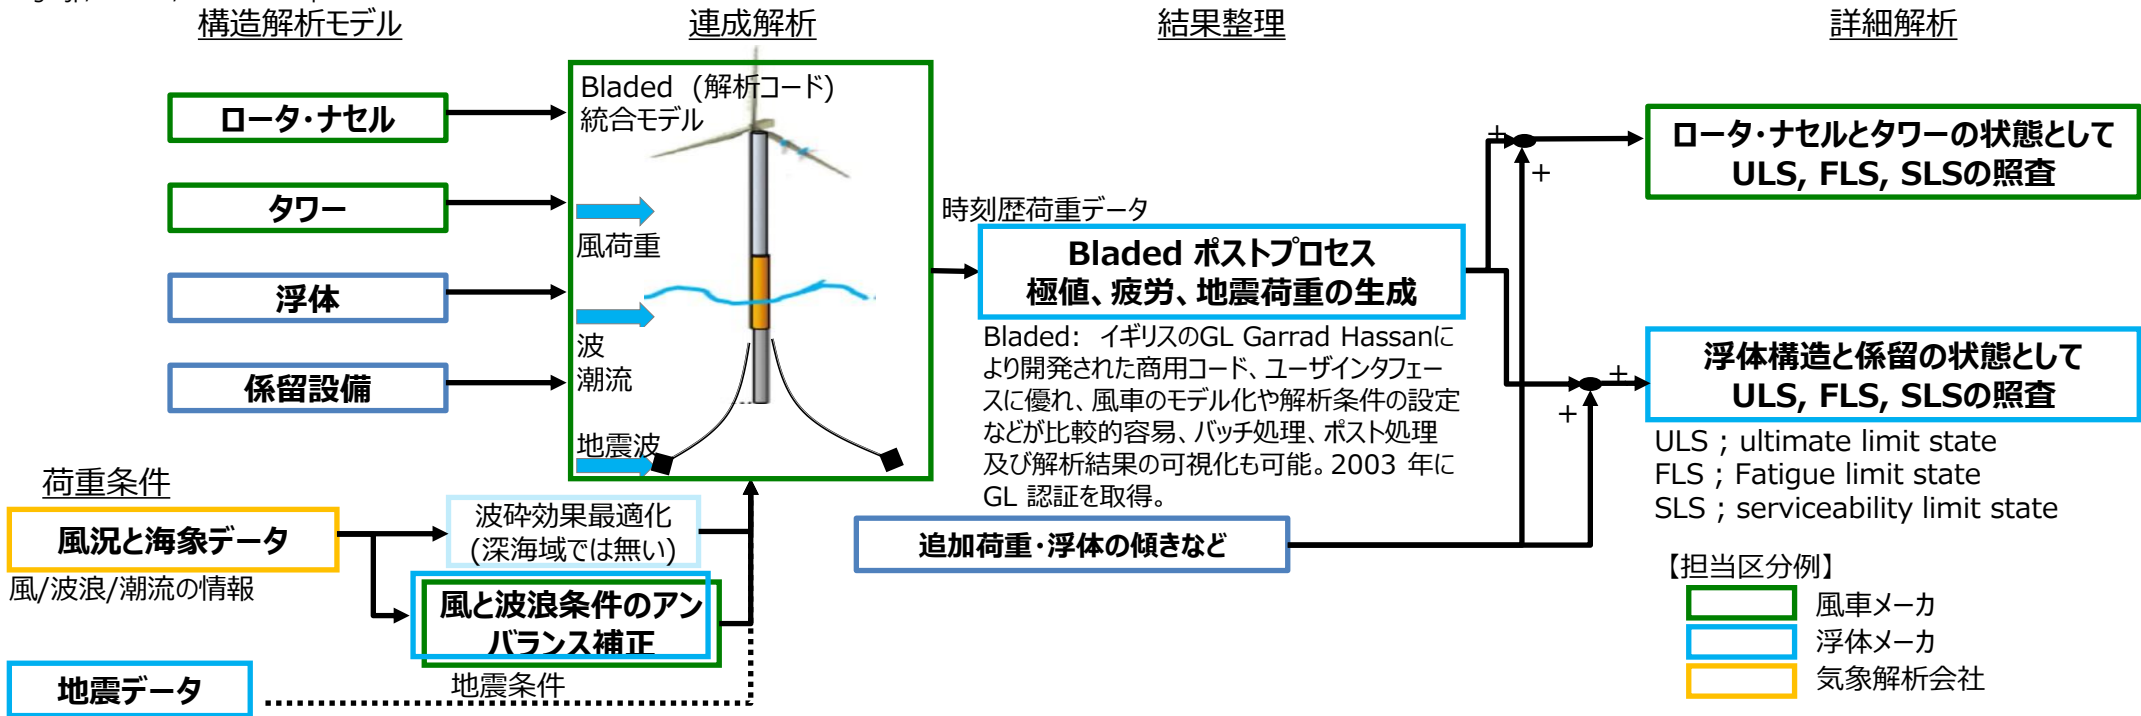 構造解析モデル
連成解析
結果整理
詳細解析
ロータ・ナセル
タワー
浮体
係留設備
Bladed (解析コード)
統合モデル
風荷重
波
潮流
地震波
時刻歴荷重データ
Bladed ポストプロセス
極値、疲労、地震荷重の生成
Bladed: イギリスのGL Garrad Hassanに
より開発された商用コード、ユーザインタフェー
スに優れ、風車のモデル化や解析条件の設定
などが比較的容易、バッチ処理、ポスト処理
及び解析結果の可視化も可能。2003 年に
GL 認証を取得。
追加荷重・浮体の傾きなど
+
+
+
+
ロータ・ナセルとタワーの状態として
ULS, FLS, SLSの照査
浮体構造と係留の状態として
ULS, FLS, SLSの照査
ULS ; ultimate limit state
FLS ; Fatigue limit state
SLS ; serviceability limit state
荷重条件
風況と海象データ
風/波浪/潮流の情報
波砕効果最適化
(深海域では無い)
風と波浪条件のアン
バランス補正
地震データ
地震条件
【担当区分例】
風車メーカ
浮体メーカ
気象解析会社